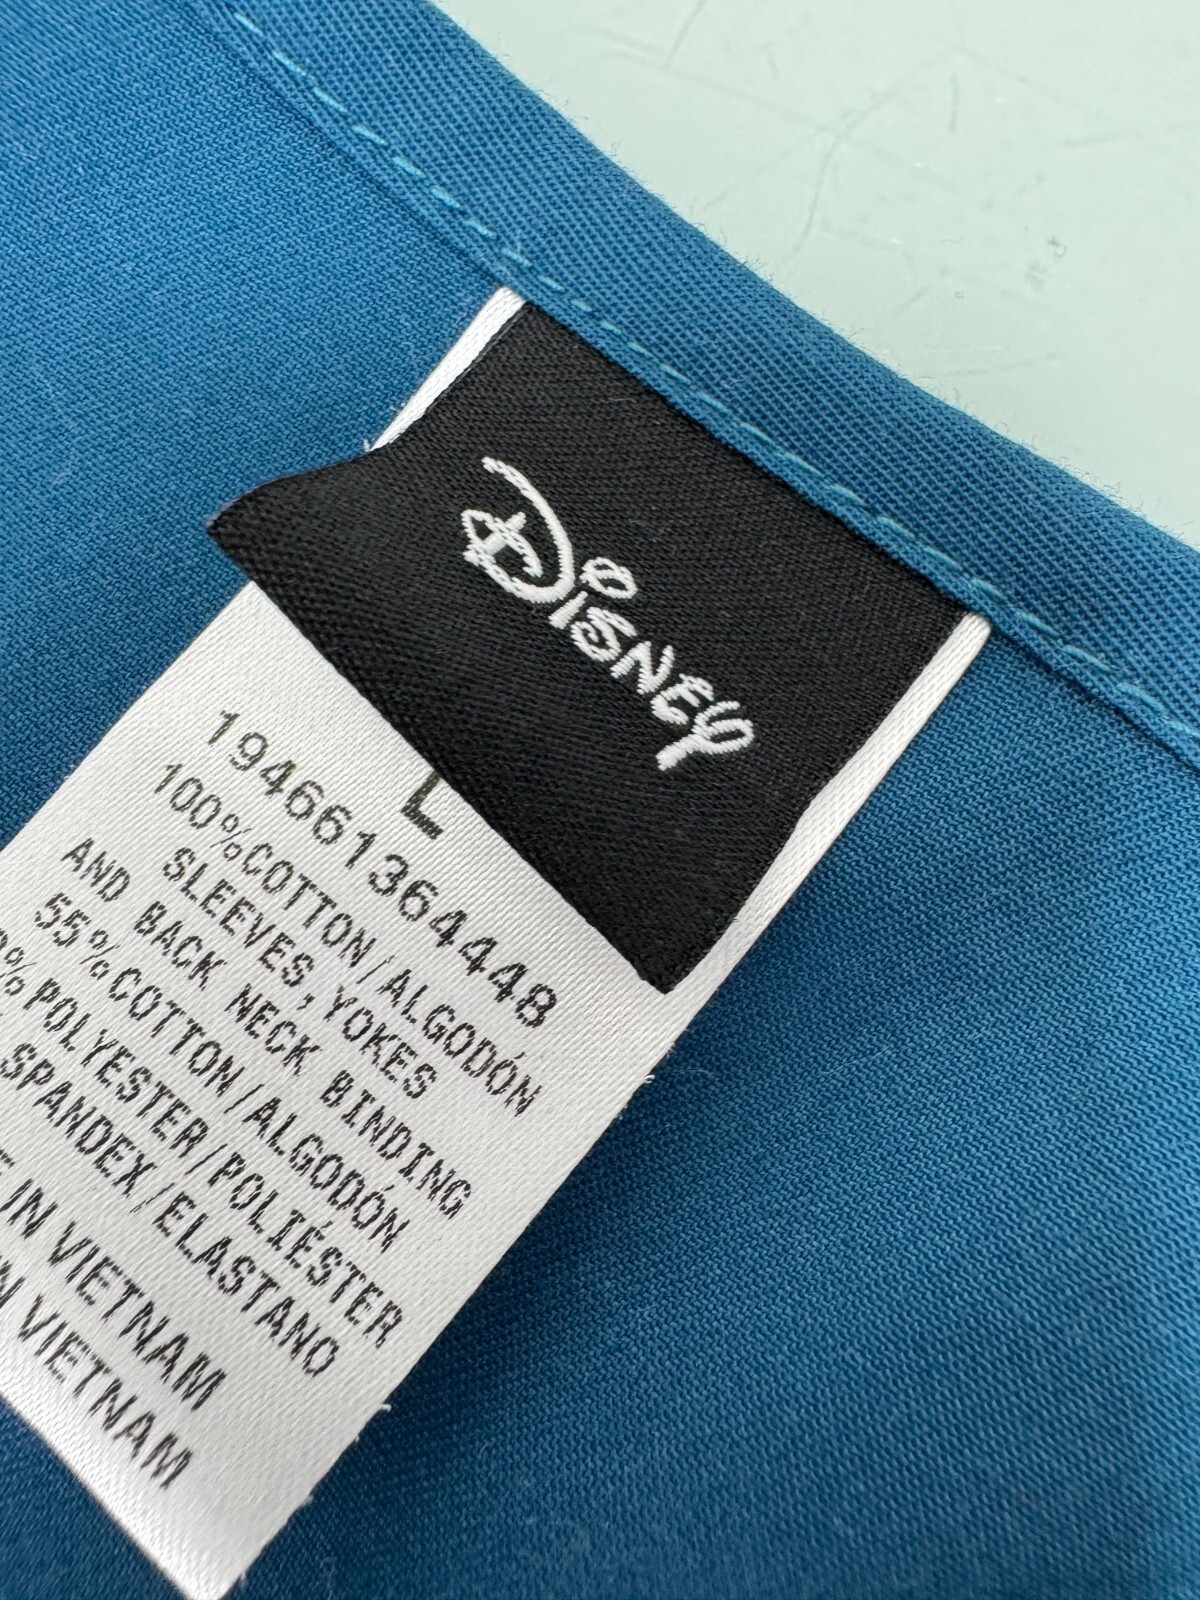 Disney
L
194661364448
100%COTTON/ALGODÓN
SLEEVES, YOKES
AND BACK NECK BINDING
55%COTTON/ALGODÓN
% POLYESTER/POLIÉSTER
SPANDEX/ELASTANO
IN VIETNAM
VIETNAM